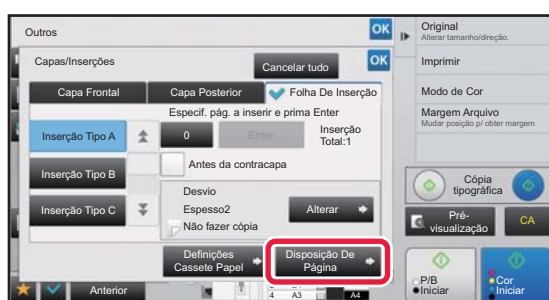 Outros
OK
Capas/Inserções
Cancelar tudo
OK
Capa Frontal
Capa Posterior
Folha De Inserção
Especif. pág. a inserir e prima Enter
Inserção Tipo A
0
Enter
Inserção
Total:1
Inserção Tipo B
Antes da contracapa
Inserção Tipo C
Desvio
Espesso2
Não fazer cópia
Alterar
Definições
Cassete Papel
Disposição De
Página
Anterior
4
A3
A4
Original
Alterar tamanho/direção.
Imprimir
Modo de Cor
Margem Arquivo
Mudar posição p/ obter margem
Cópia
tipográfica
Pré-
visualização
CA
P/B
Iniciar
Cor
Iniciar